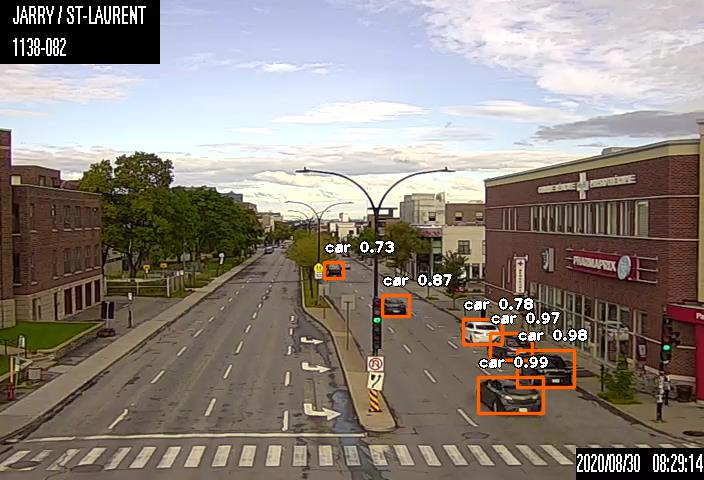 JARRY / ST-LAURENT
1138-082
car 0.73
car 0.87
car 0.78
car 0.97
car 0.98
car 0.99
PHARMAPRIX
2020/08/30 08:29:14